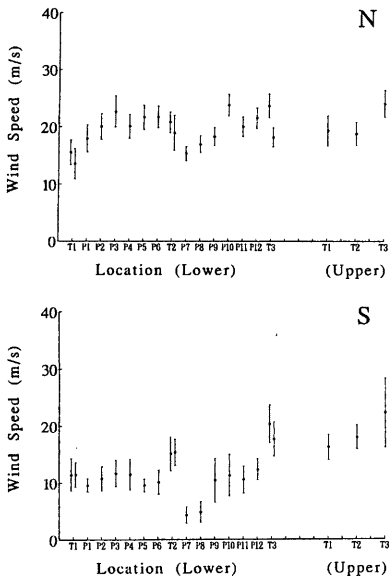 N
Wind Speed (m/s)
40
30
20
10
0
T1 P1 P2 P3 P4 P5 P6 T2 P7 P8 P9 P10 P11 P12 T3 T1 T2 T3
Location (Lower) (Upper)
S
Wind Speed (m/s)
40
30
20
10
0
T1 P1 P2 P3 P4 P5 P6 T2 P7 P8 P9 P10 P11 P12 T3 T1 T2 T3
Location (Lower) (Upper)